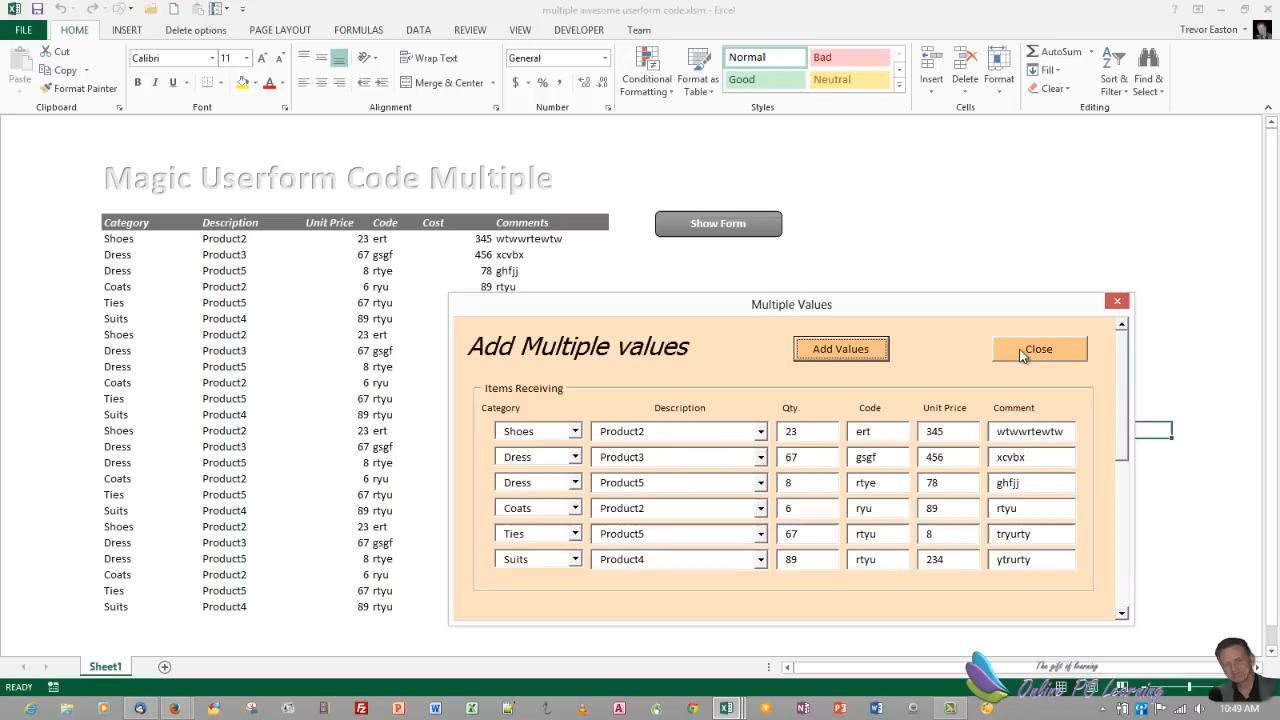 multiple awesome userform code.xlsm - Excel
FILE HOME INSERT Delete options PAGE LAYOUT FORMULAS DATA REVIEW VIEW DEVELOPER Team Trevor Easton
Paste Cut Copy Format Painter Clipboard
Calibri 11 B I U Font
Wrap Text Merge & Center Alignment
General $ % , Number
Conditional Formatting Format as Table Normal Bad Good Neutral Styles
Insert Delete Format Cells
AutoSum Fill Clear Sort & Filter Find & Select Editing
Magic Userform Code Multiple
Category Description Unit Price Code Cost Comments
Show Form
Shoes Product2 23 ert 345 wtwwrtewtw
Dress Product3 67 gsgf 456 xcvbx
Dress Product5 8 rtye 78 ghfjj
Coats Product2 6 ryu 89 rtyu
Ties Product5 67 rtyu
Suits Product4 89 rtyu
Shoes Product2 23 ert
Dress Product3 67 gsgf
Dress Product5 8 rtye
Coats Product2 6 ryu
Ties Product5 67 rtyu
Suits Product4 89 rtyu
Shoes Product2 23 ert
Dress Product3 67 gsgf
Dress Product5 8 rtye
Coats Product2 6 ryu
Ties Product5 67 rtyu
Suits Product4 89 rtyu
Shoes Product2 23 ert
Dress Product3 67 gsgf
Dress Product5 8 rtye
Coats Product2 6 ryu
Ties Product5 67 rtyu
Suits Product4 89 rtyu
Multiple Values
Add Multiple values Add Values Close
Items Receiving
Category Description Qty. Code Unit Price Comment
Shoes Product2 23 ert 345 wtwwrtewtw
Dress Product3 67 gsgf 456 xcvbx
Dress Product5 8 rtye 78 ghfjj
Coats Product2 6 ryu 89 rtyu
Ties Product5 67 rtyu 8 tryurty
Suits Product4 89 rtyu 234 ytrurty
Sheet1
The gift of learning
READY
Online PC Learning
10:49 AM